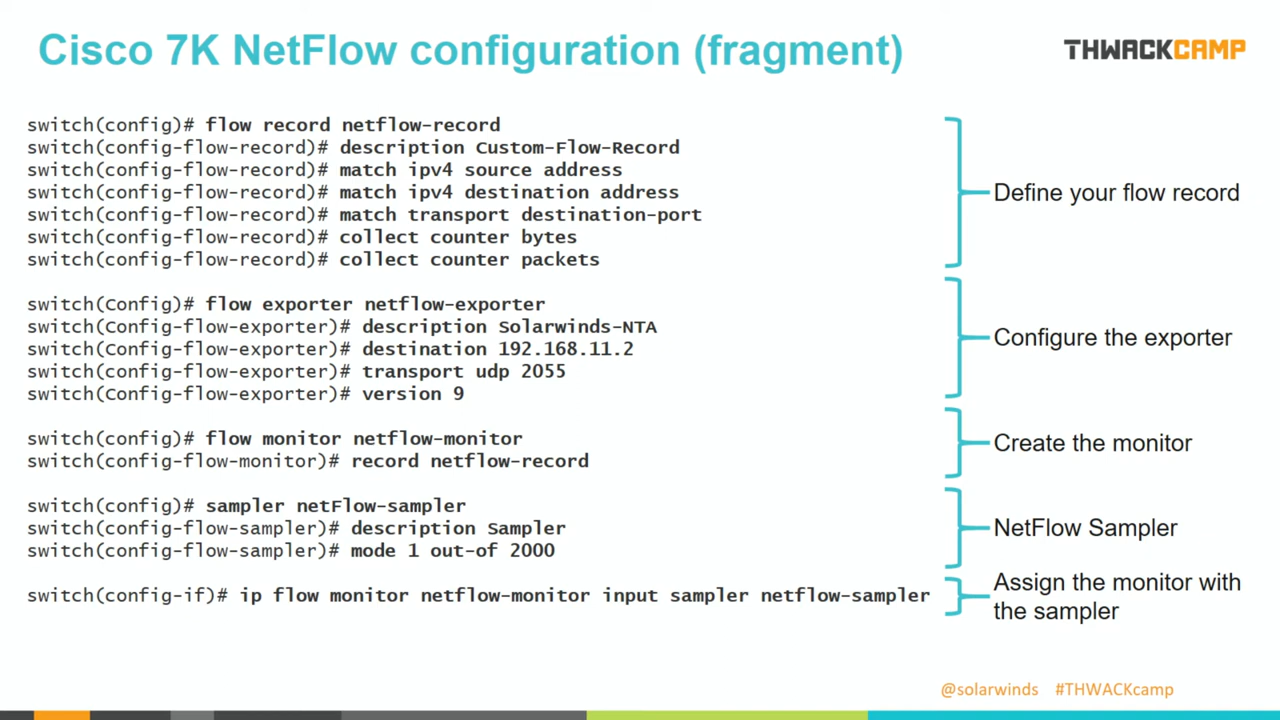 Cisco 7K NetFlow configuration (fragment)
THWACKCAMP
switch(config)# flow record netflow-record
switch(config-flow-record)# description Custom-Flow-Record
switch(config-flow-record)# match ipv4 source address
switch(config-flow-record)# match ipv4 destination address
switch(config-flow-record)# match transport destination-port
switch(config-flow-record)# collect counter bytes
switch(config-flow-record)# collect counter packets
Define your flow record
switch(Config)# flow exporter netflow-exporter
switch(Config-flow-exporter)# description Solarwinds-NTA
switch(Config-flow-exporter)# destination 192.168.11.2
switch(Config-flow-exporter)# transport udp 2055
switch(Config-flow-exporter)# version 9
Configure the exporter
switch(config)# flow monitor netflow-monitor
switch(config-flow-monitor)# record netflow-record
Create the monitor
switch(config)# sampler netFlow-sampler
switch(config-flow-sampler)# description Sampler
switch(config-flow-sampler)# mode 1 out-of 2000
NetFlow Sampler
switch(config-if)# ip flow monitor netflow-monitor input sampler netflow-sampler
Assign the monitor with
the sampler
@solarwinds #THWACKcamp